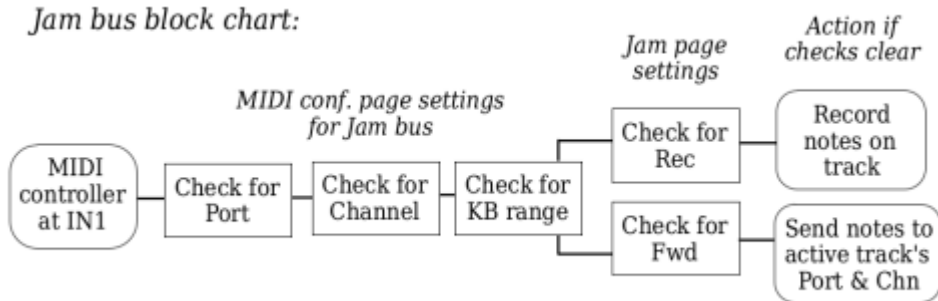 Jam bus block chart:
Action if
checks clear
Jam page
settings
MIDI conf. page settings
for Jam bus
MIDI
controller
at IN1
Check for
Port
Check for
Channel
Check for
KB range
Check for
Rec
Record
notes on
track
Check for
Fwd
Send notes to
active track's
Port & Chn